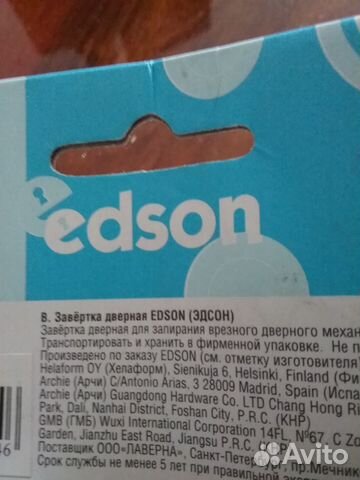 edson
В. Завёртка дверная EDSON (ЭДСОН)
Завёртка дверная для запирания врезного дверного механ
Транспортировать и хранить в фирменной упаковке. Не п
Произведено по заказу EDSON (см. отметку изготовителя)
Helaform OY (Хелаформ), Sienikuja 6, Helsinki, Finland (Фи
Archie (Арчи) C/Antonio Arias, 3 28009 Madrid, Spain (Испа
Archie (Арчи) Guangdong Hardware Co. LTD Chang Hong Ri
Park, Dali, Nanhai District, Foshan City, P.R.C. (КНР)
GMB (ГМБ) Wuxi International Corporation 14FL., N°67, C
Garden, Jianzhu East Road, Jiangsu P.R.C.
Поставщик ООО «ЛАВЕРНА», Санкт-Петербург, пр.Мечник
Срок службы не менее 5 лет при правильной экспл
46
Avito